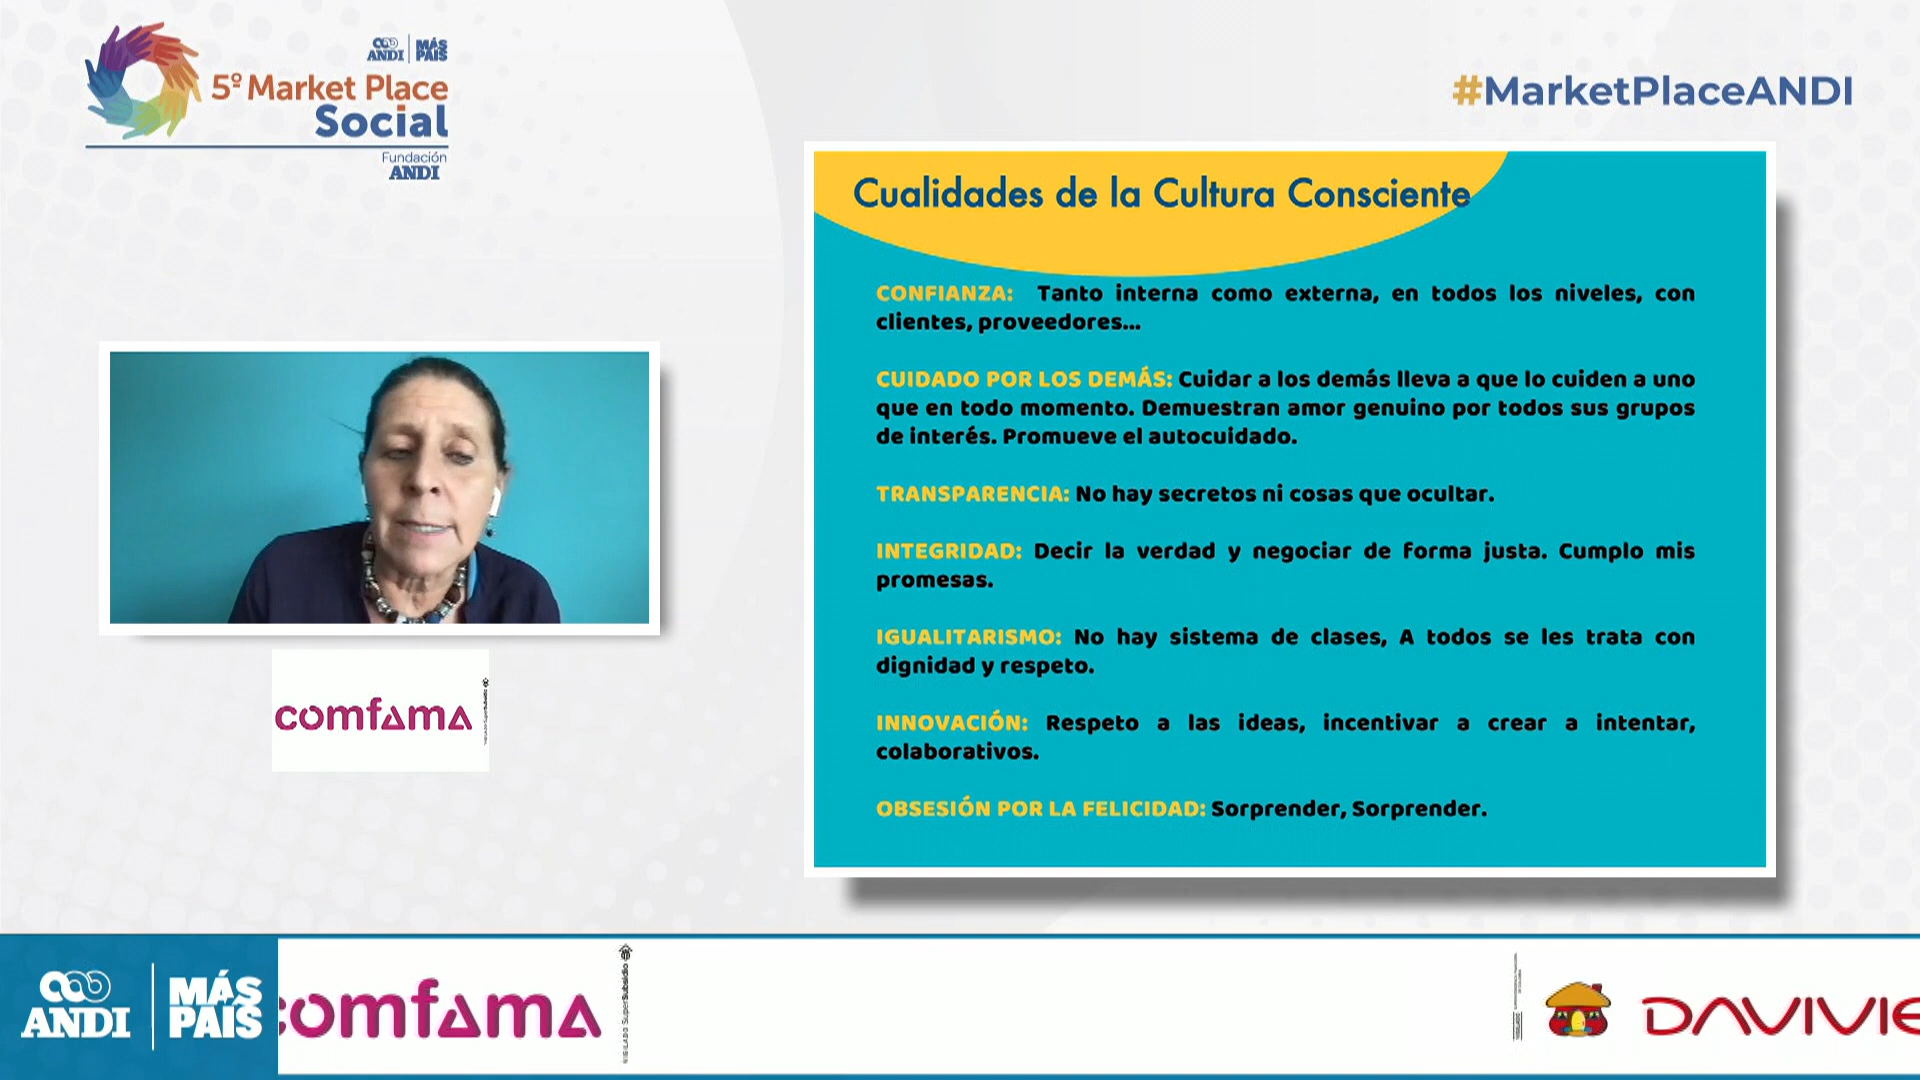 ANDI
MÁS
PAÍS
5º Market Place
Social
Fundación
ANDI
#MarketPlaceANDI
Cualidades de la Cultura Consciente
CONFIANZA: Tanto interna como externa, en todos los niveles, con
clientes, proveedores...
CUIDADO POR LOS DEMÁS: Cuidar a los demás lleva a que lo cuiden a uno
que en todo momento. Demuestran amor genuino por todos sus grupos
de interés. Promueve el autocuidado.
TRANSPARENCIA: No hay secretos ni cosas que ocultar.
INTEGRIDAD: Decir la verdad y negociar de forma justa. Cumplo mis
promesas.
IGUALITARISMO: No hay sistema de clases, A todos se les trata con
dignidad y respeto.
INNOVACIÓN: Respeto a las ideas, incentivar a crear a intentar,
colaborativos.
OBSESIÓN POR LA FELICIDAD: Sorprender, Sorprender.
comfama
ANDI
MÁS
PAÍS
comfama
VIGILADO SuperSubsidio
DAVIVIE